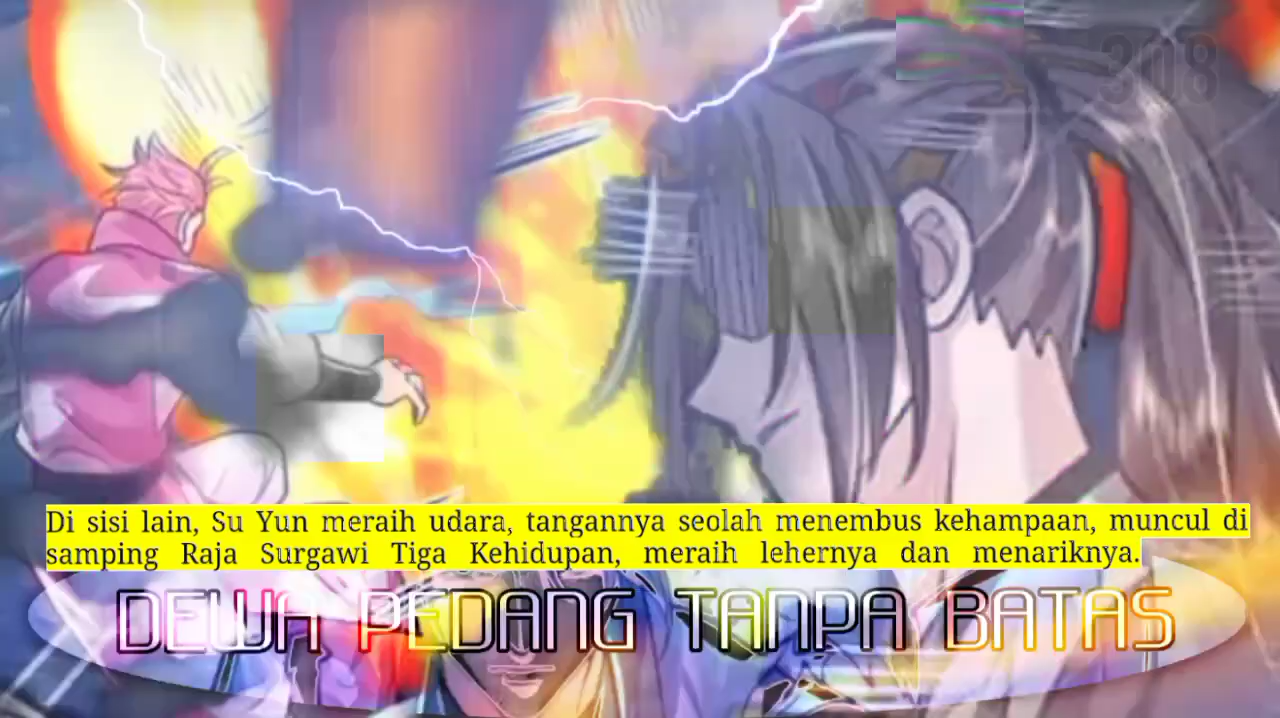 308
Di sisi lain, Su Yun meraih udara, tangannya seolah menembus kehampaan, muncul di
samping Raja Surgawi Tiga Kehidupan, meraih lehernya dan menariknya.
DEWA PEDANG TANPA BATAS